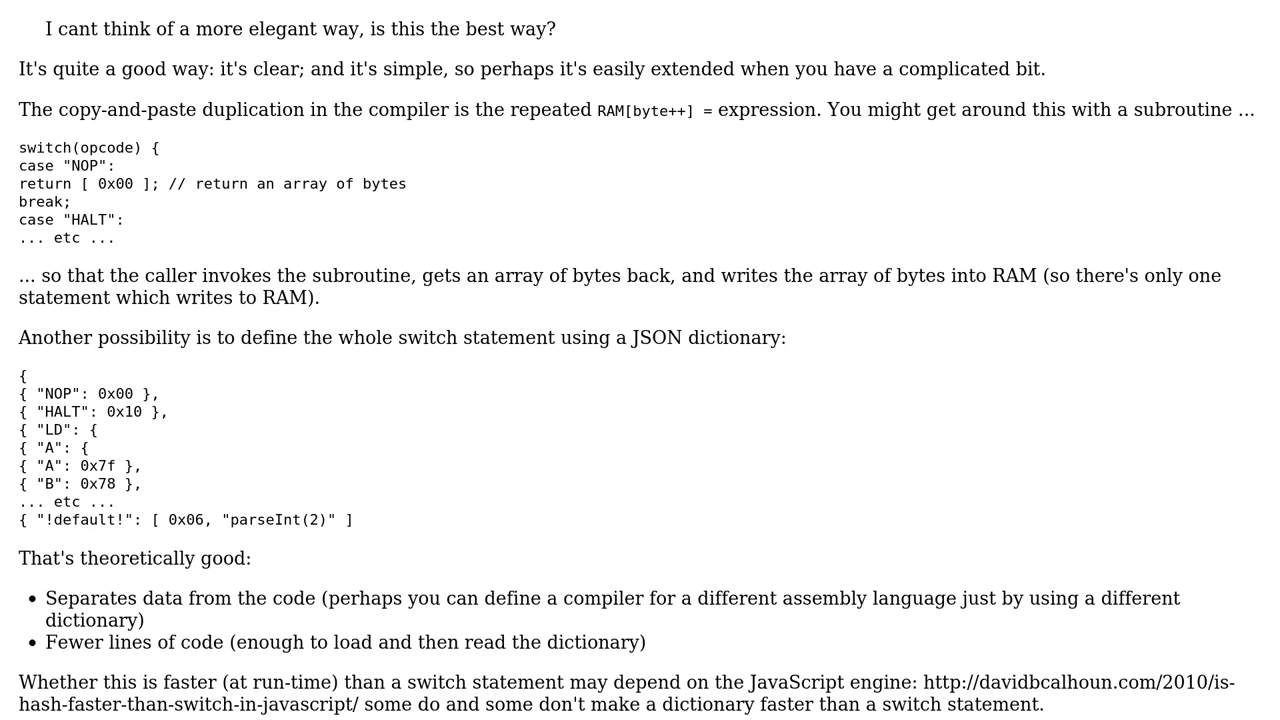 I cant think of a more elegant way, is this the best way?
It's quite a good way: it's clear; and it's simple, so perhaps it's easily extended when you have a complicated bit.
The copy-and-paste duplication in the compiler is the repeated RAM[byte++] = expression. You might get around this with a subroutine ...
switch(opcode) {
case "NOP":
return [ 0x00 ]; // return an array of bytes
break;
case "HALT":
... etc ...
... so that the caller invokes the subroutine, gets an array of bytes back, and writes the array of bytes into RAM (so there's only one
statement which writes to RAM).
Another possibility is to define the whole switch statement using a JSON dictionary:
{
{ "NOP": 0x00 },
{ "HALT": 0x10 },
{ "LD": {
{ "A": {
{ "A": 0x7f },
{ "B": 0x78 },
... etc ...
{ "!default!": [ 0x06, "parseInt(2)" ]
That's theoretically good:
• Separates data from the code (perhaps you can define a compiler for a different assembly language just by using a different
dictionary)
• Fewer lines of code (enough to load and then read the dictionary)
Whether this is faster (at run-time) than a switch statement may depend on the JavaScript engine: http://davidbcalhoun.com/2010/is-
hash-faster-than-switch-in-javascript/ some do and some don't make a dictionary faster than a switch statement.